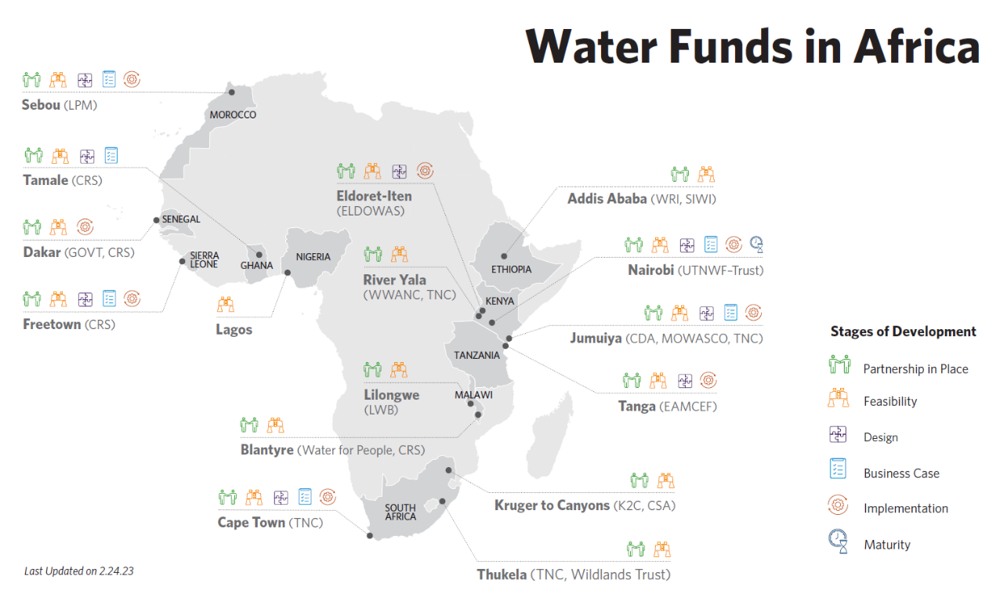 Water Funds in Africa
Sebou (LPM)
MOROCCO
Tamale (CRS)
Eldoret-Iten
(ELDOWAS)
Addis Ababa (WRI, SIWI)
SENEGAL
Dakar (GOVT, CRS)
SIERRA
LEONE
GHANA
NIGERIA
ETHIOPIA
River Yala
(WWANC, TNC)
Nairobi (UTNWF–Trust)
KENYA
Freetown (CRS)
Lagos
Jumuiya (CDA, MOWASCO, TNC)
TANZANIA
Lilongwe
(LWB)
MALAWI
Tanga (EAMCEF)
Blantyre (Water for People, CRS)
Kruger to Canyons (K2C, CSA)
SOUTH
AFRICA
Cape Town (TNC)
Thukela (TNC, Wildlands Trust)
Stages of Development
Partnership in Place
Feasibility
Design
Business Case
Implementation
Maturity
Last Updated on 2.24.23